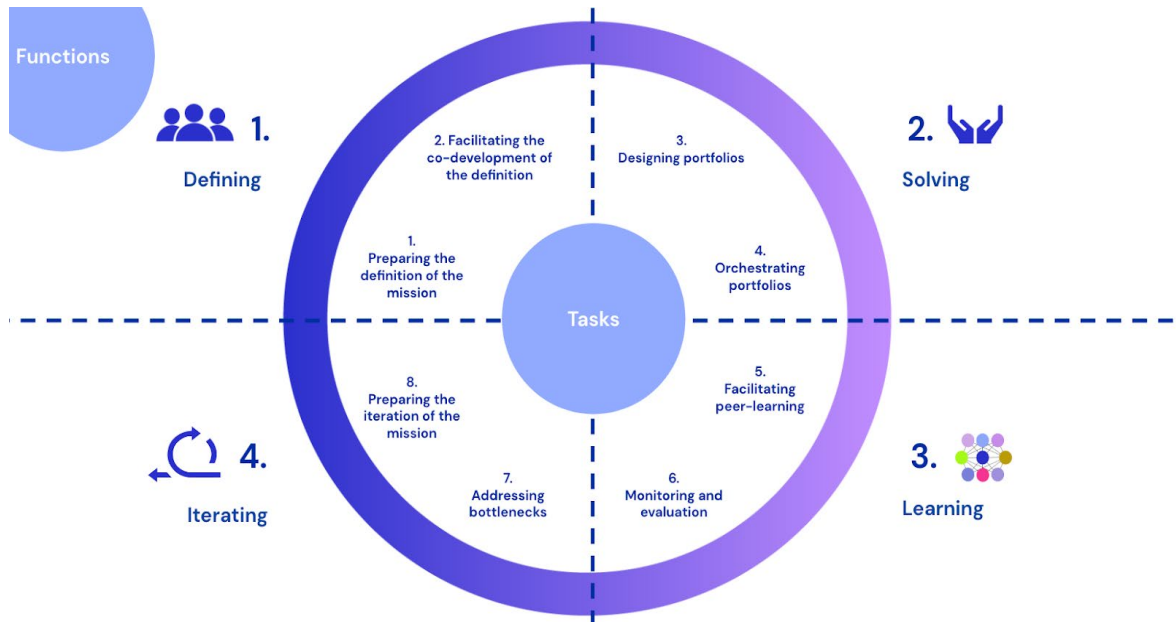 Functions
1.
Defining
2.
Solving
2. Facilitating the
co-development of
the definition
3.
Designing portfolios
1.
Preparing the
definition of the
mission
4.
Orchestrating
portfolios
Tasks
8.
Preparing the
iteration of the
mission
5.
Facilitating
peer-learning
7.
Addressing
bottlenecks
6.
Monitoring and
evaluation
4.
Iterating
3.
Learning